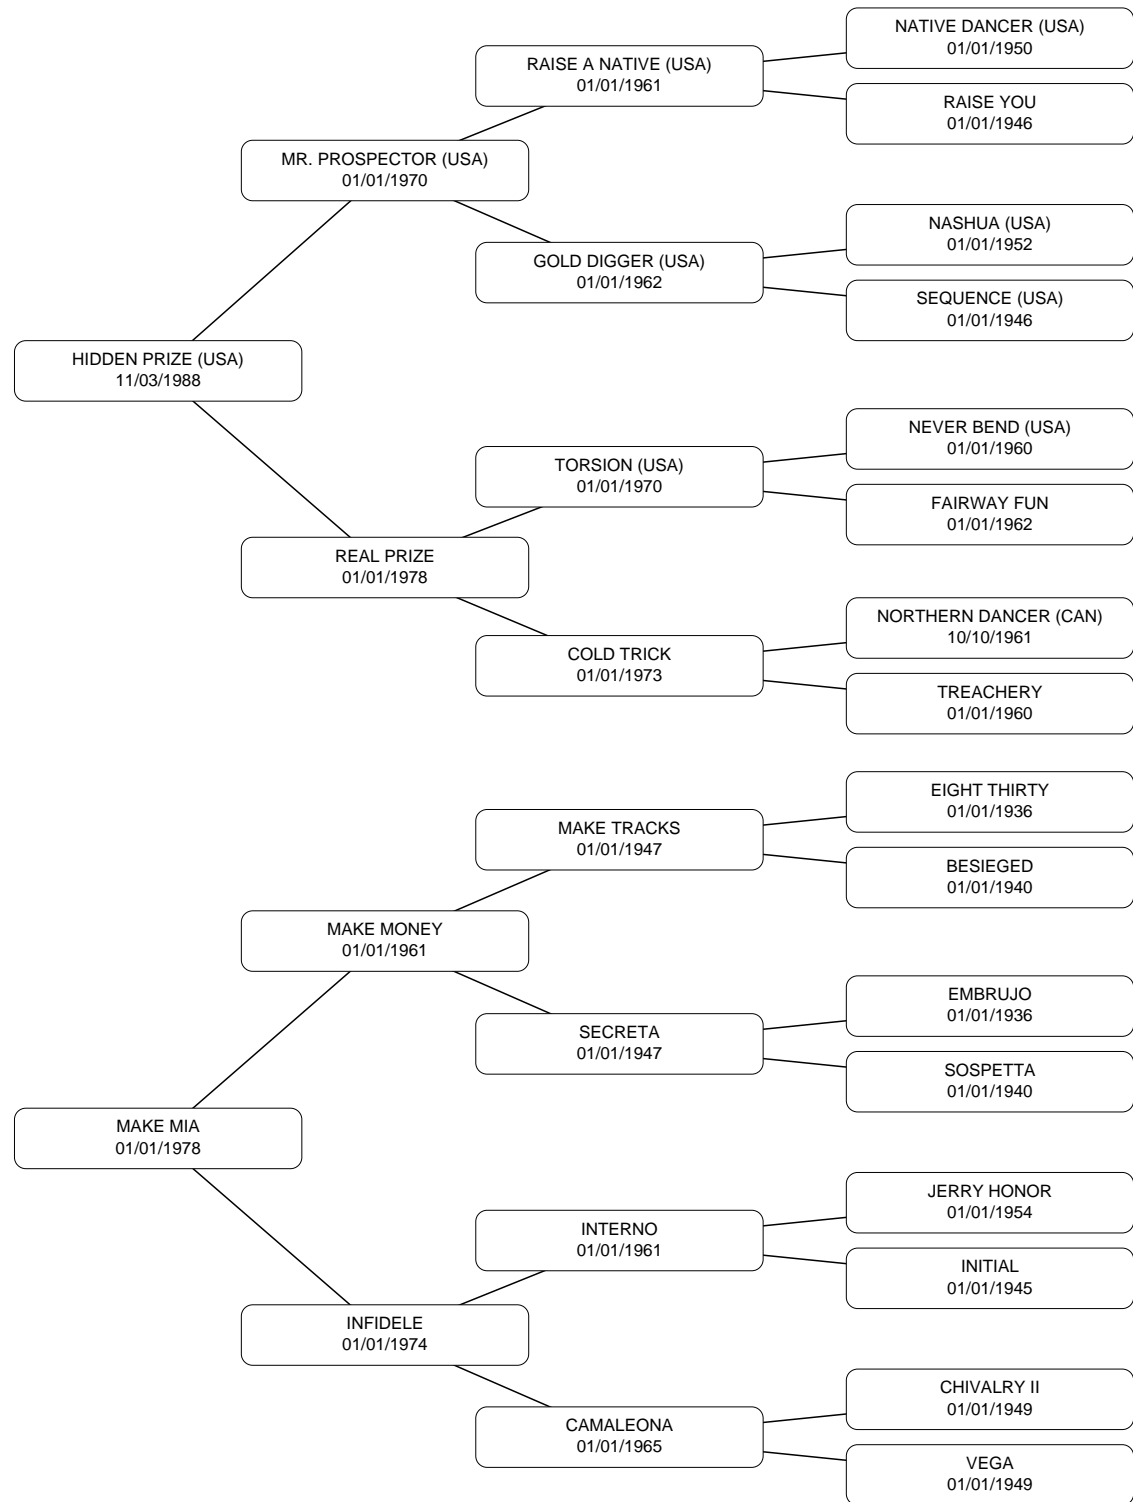 NATIVE DANCER (USA)
01/01/1950
RAISE A NATIVE (USA)
01/01/1961
RAISE YOU
01/01/1946
MR. PROSPECTOR (USA)
01/01/1970
NASHUA (USA)
01/01/1952
GOLD DIGGER (USA)
01/01/1962
SEQUENCE (USA)
01/01/1946
HIDDEN PRIZE (USA)
11/03/1988
NEVER BEND (USA)
01/01/1960
TORSION (USA)
01/01/1970
FAIRWAY FUN
01/01/1962
REAL PRIZE
01/01/1978
NORTHERN DANCER (CAN)
10/10/1961
COLD TRICK
01/01/1973
TREACHERY
01/01/1960
EIGHT THIRTY
01/01/1936
MAKE TRACKS
01/01/1947
BESIEGED
01/01/1940
MAKE MONEY
01/01/1961
EMBRUJO
01/01/1936
SECRETA
01/01/1947
SOSPETTA
01/01/1940
MAKE MIA
01/01/1978
JERRY HONOR
01/01/1954
INTERNO
01/01/1961
INITIAL
01/01/1945
INFIDELE
01/01/1974
CHIVALRY II
01/01/1949
CAMALEONA
01/01/1965
VEGA
01/01/1949